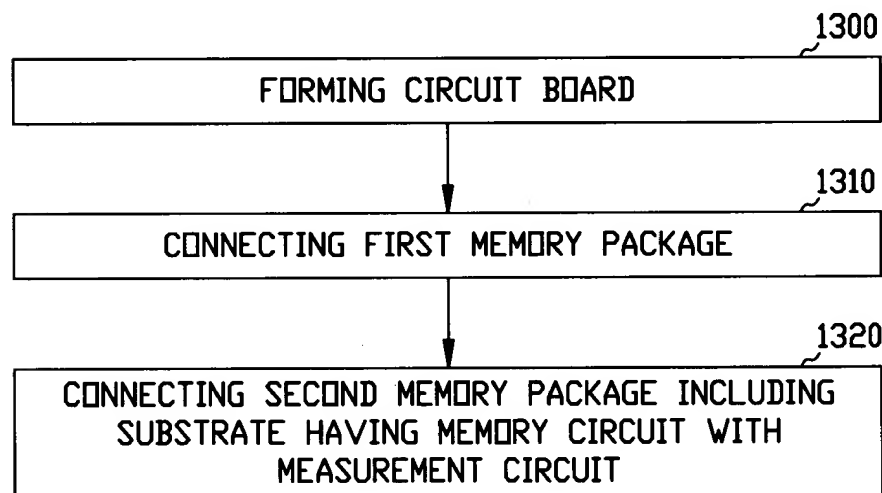 1300
FORMING CIRCUIT BOARD
1310
CONNECTING FIRST MEMORY PACKAGE
1320
CONNECTING SECOND MEMORY PACKAGE INCLUDING
SUBSTRATE HAVING MEMORY CIRCUIT WITH
MEASUREMENT CIRCUIT